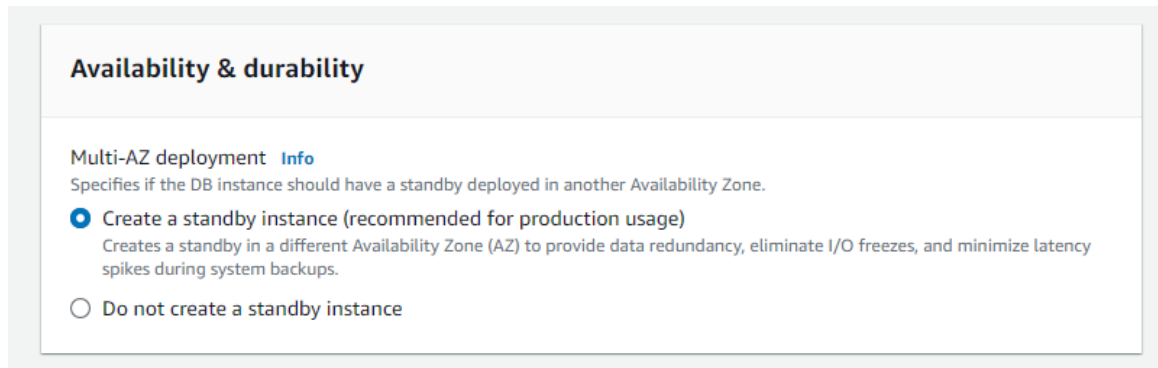 Availability & durability
Multi-AZ deployment Info
Specifies if the DB instance should have a standby deployed in another Availability Zone.
Create a standby instance (recommended for production usage)
Creates a standby in a different Availability Zone (AZ) to provide data redundancy, eliminate I/O freezes, and minimize latency
spikes during system backups.
Do not create a standby instance